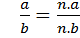 a/b = n.a/n.b